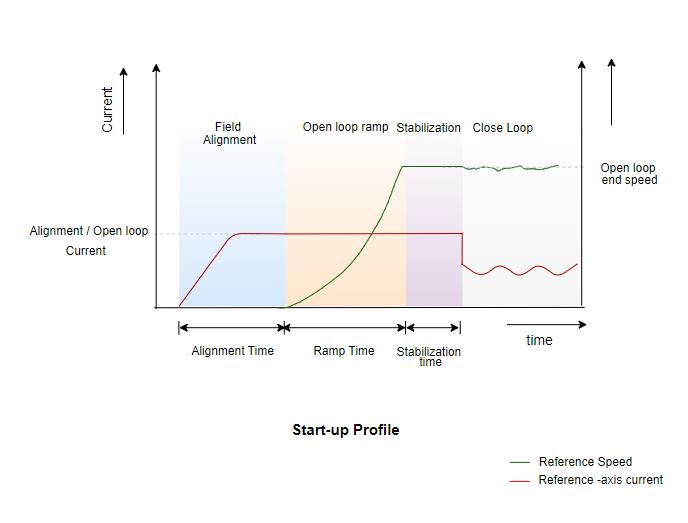 Current
Field
Alignment
Open loop ramp
Stabilization
Close Loop
Open loop
end speed
Alignment / Open loop
Current
Alignment Time
Ramp Time
Stabilization
time
time
Start-up Profile
Reference Speed
Reference -axis current